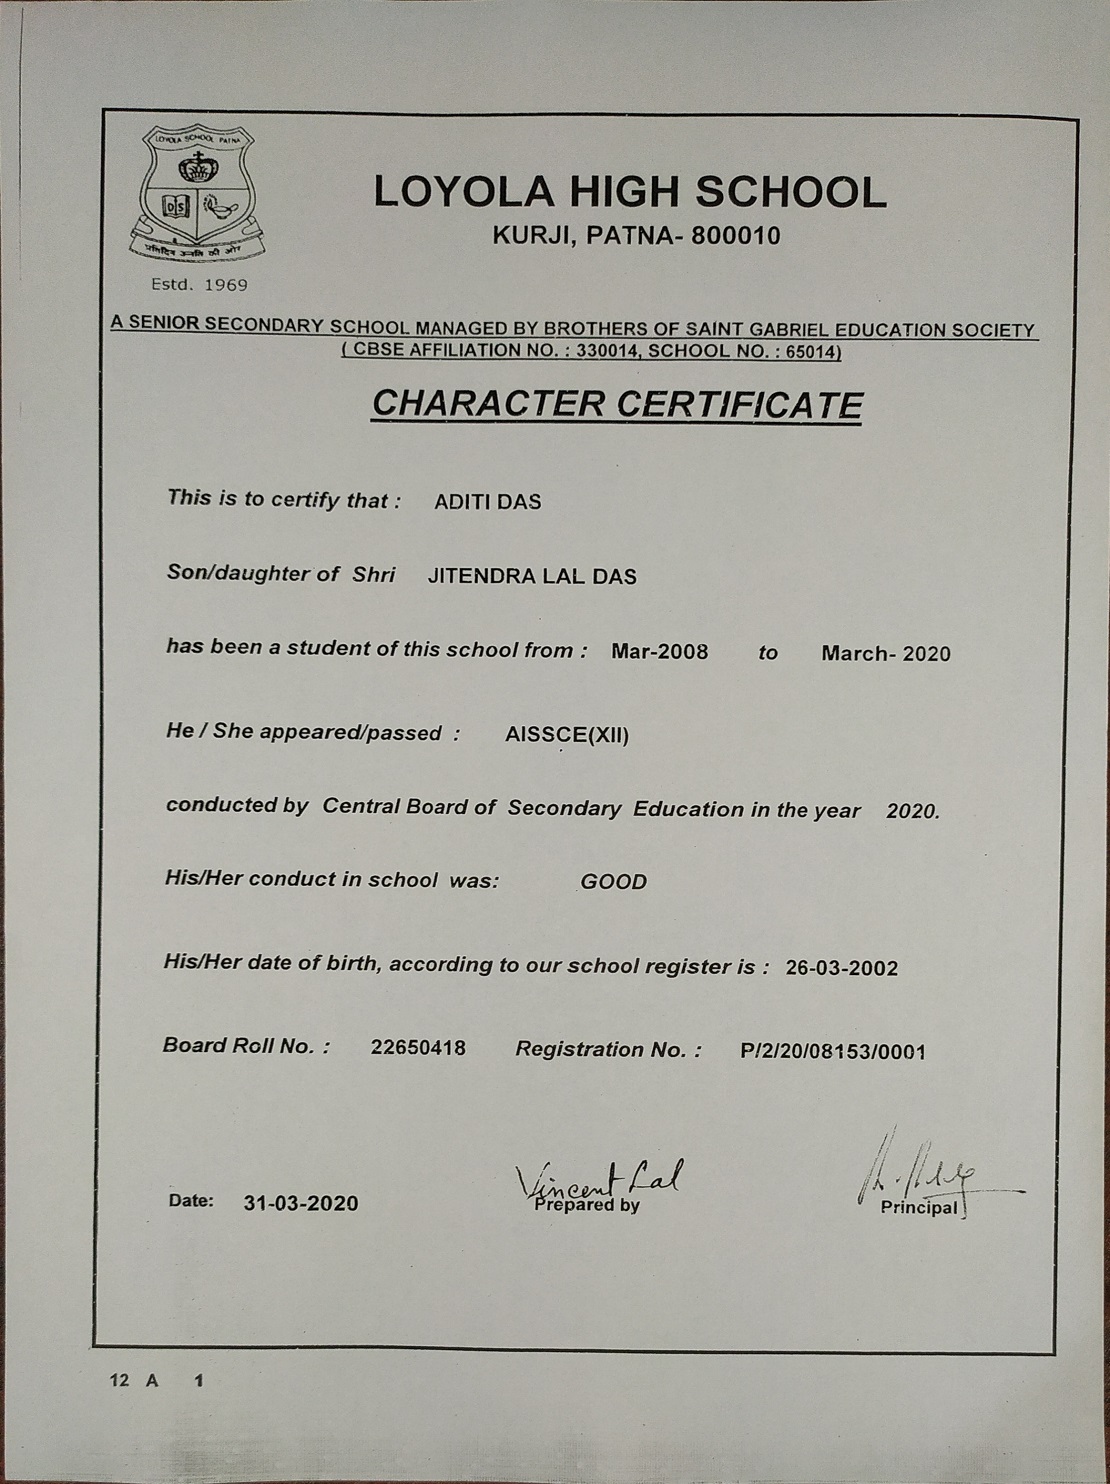 LOYOLA SCHOOL PATNA
DS
प्रतिदिन उन्नति की ओर
Estd. 1969
LOYOLA HIGH SCHOOL
KURJI, PATNA- 800010
A SENIOR SECONDARY SCHOOL MANAGED BY BROTHERS OF SAINT GABRIEL EDUCATION SOCIETY
( CBSE AFFILIATION NO. : 330014, SCHOOL NO. : 65014)
CHARACTER CERTIFICATE
This is to certify that : ADITI DAS
Son/daughter of Shri JITENDRA LAL DAS
has been a student of this school from : Mar-2008 to March- 2020
He / She appeared/passed : AISSCE(XII)
conducted by Central Board of Secondary Education in the year 2020.
His/Her conduct in school was: GOOD
His/Her date of birth, according to our school register is : 26-03-2002
Board Roll No. : 22650418 Registration No. : P/2/20/08153/0001
Vincent Lal
Date: 31-03-2020 Prepared by Principal
12 A 1